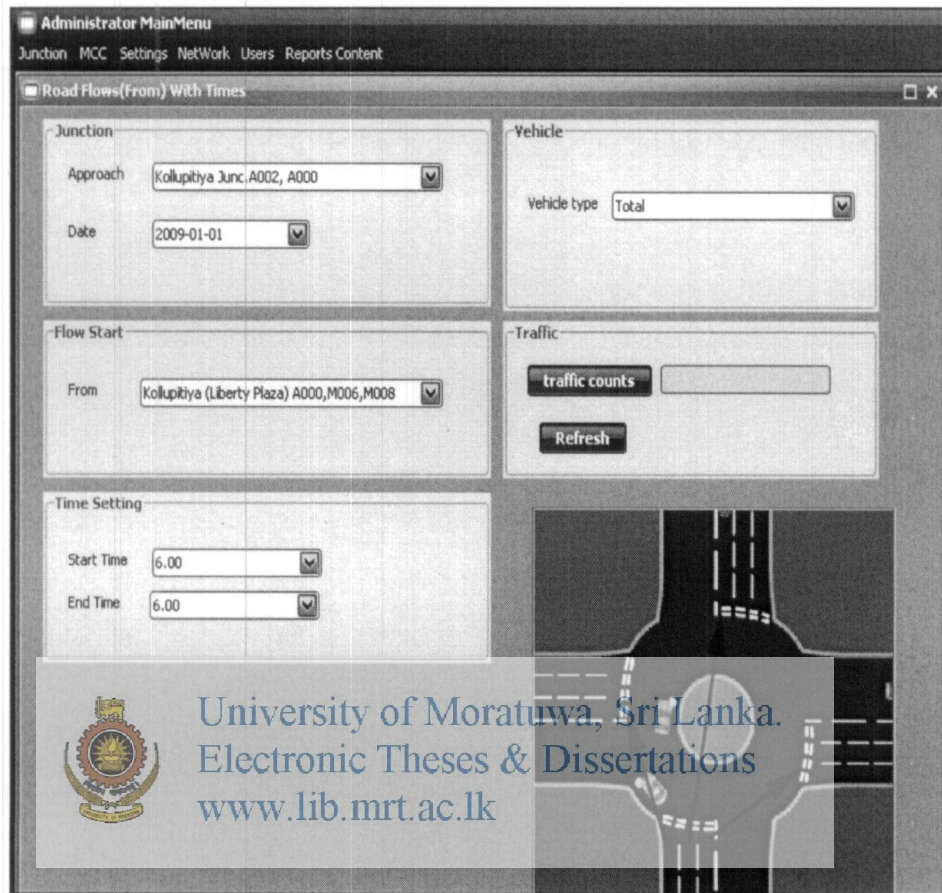 Administrator MainMenu
Junction MCC Settings NetWork Users Reports Content
Road Flows(From) With Times
Junction
Approach Kollupitiya Junc.A002, A000
Date 2009-01-01
Vehicle
Vehicle type Total
Flow Start
From Kollupitiya (Liberty Plaza) A000,M006,M008
Traffic
traffic counts
Refresh
Time Setting
Start Time 6.00
End Time 6.00
University of Moratuwa, Sri Lanka.
Electronic Theses & Dissertations
www.lib.mrt.ac.lk